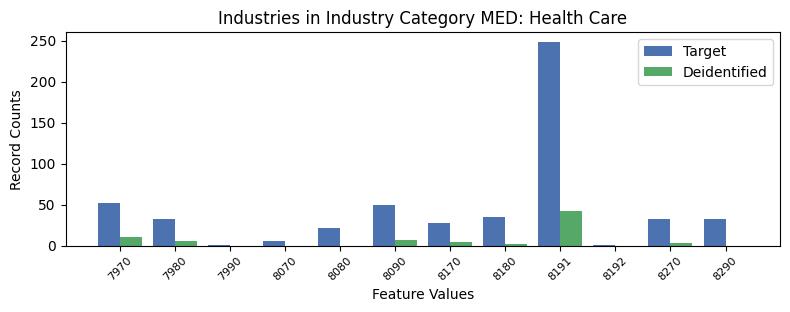 Industries in Industry Category MED: Health Care
Record Counts
250
200
150
100
50
0
Target
Deidentified
7970 7980 7990 8070 8080 8090 8170 8180 8191 8192 8270 8290
Feature Values